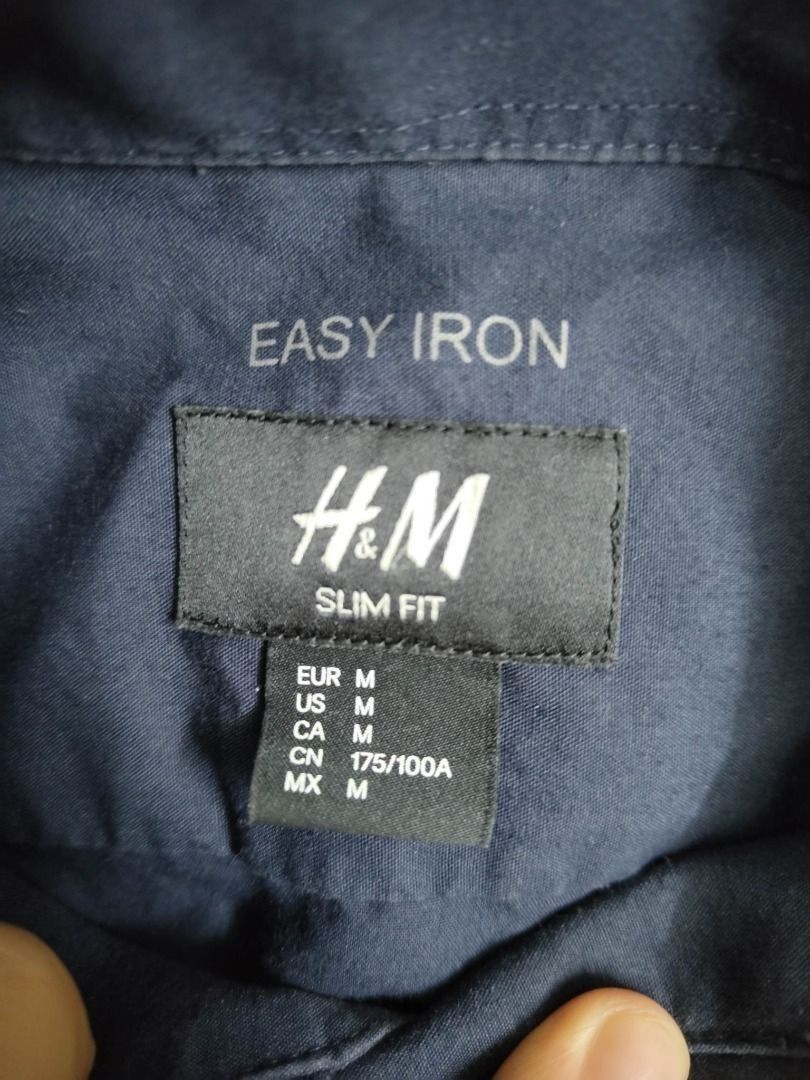 EASY IRON
H&M
SLIM FIT
EUR M
US M
CA M
CN 175/100A
MX M